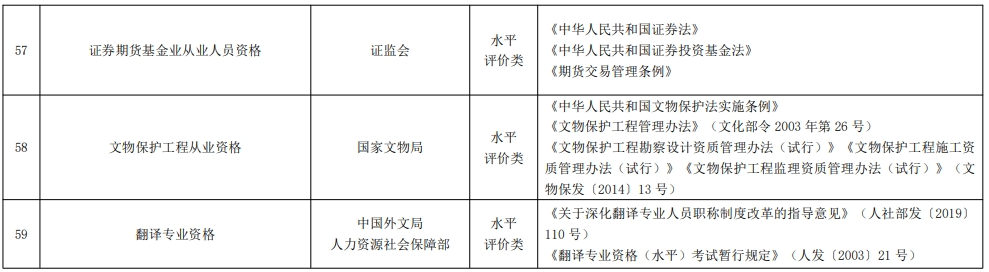 57
证券期货基金业从业人员资格
证监会
水平
评价类
《中华人民共和国证券法》
《中华人民共和国证券投资基金法》
《期货交易管理条例》
58
文物保护工程从业资格
国家文物局
水平
评价类
《中华人民共和国文物保护法实施条例》
《文物保护工程管理办法》（文化部令 2003 年第 26 号）
《文物保护工程勘察设计资质管理办法（试行）》《文物保护工程施工资
质管理办法（试行）》《文物保护工程监理资质管理办法（试行）》（文
物保发〔2014〕13 号）
59
翻译专业资格
中国外文局
人力资源社会保障部
水平
评价类
《关于深化翻译专业人员职称制度改革的指导意见》（人社部发〔2019〕
110 号）
《翻译专业资格（水平）考试暂行规定》（人发〔2003〕21 号）